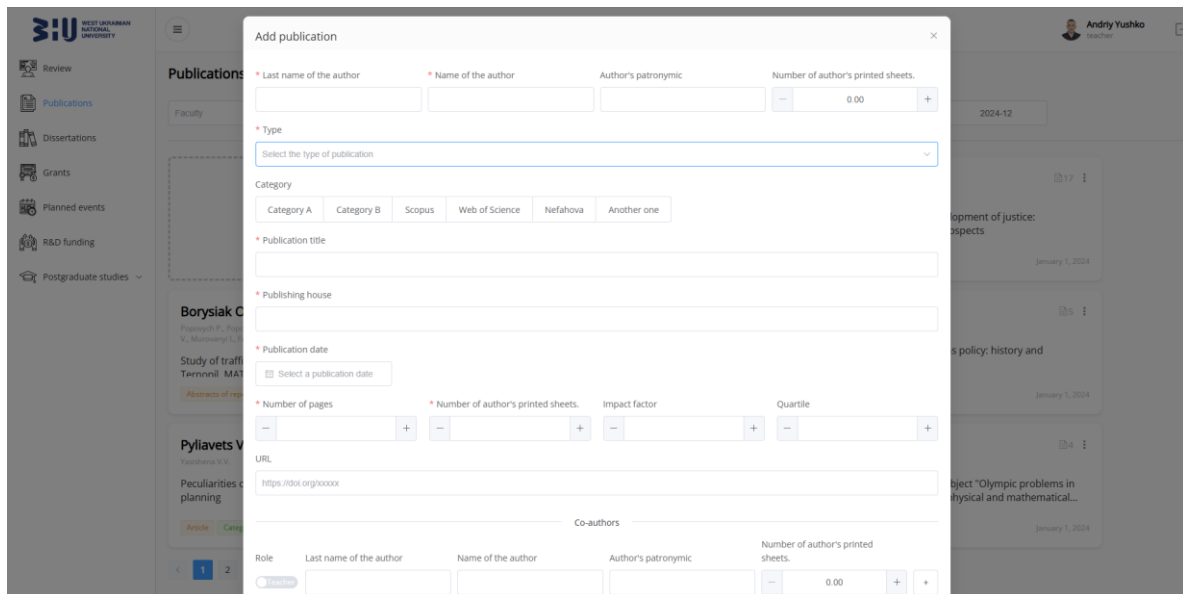 WEST UKRAINIAN
NATIONAL
UNIVERSITY
Andriy Yushko
teacher
Review
Publications
Dissertations
Grants
Planned events
R&D funding
Postgraduate studies
Publications
Faculty
2024-12
17
lopment of justice:
ospects
January 1, 2024
Borysiak O
V., Morovanyi I.,
Study of traffi
Ternopil. MAT
Abstracts of rep
5
s policy: history and
January 1, 2024
Pyliavets V
Peculiarities c
planning
Article Categ
4
bject "Olympic problems in
hysical and mathematical...
January 1, 2024
1 2
Add publication
* Last name of the author * Name of the author Author's patronymic Number of author's printed sheets.
0.00
* Type
Select the type of publication
Category
Category A Category B Scopus Web of Science Nefahova Another one
* Publication title
* Publishing house
* Publication date
Select a publication date
* Number of pages * Number of author's printed sheets. Impact factor Quartile
URL
https://doi.org/xxxxx
Co-authors
Role Last name of the author Name of the author Author's patronymic Number of author's printed
sheets.
Teacher 0.00